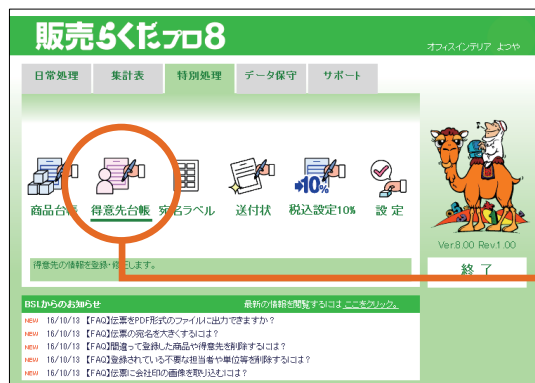 販売らくだプロ8
オフィスインテリア よつや
日常処理 集計表 特別処理 データ保守 サポート
商品台帳 得意先台帳 宛名ラベル 送付状 税込設定10% 設定
10%
得意先の情報を登録・修正します。
Ver.8.00 Rev.1.00
終了
BSLからのお知らせ 最新の情報を閲覧するには ここをクリック。
NEW 16/10/13 【FAQ】伝票をPDF形式のファイルに出力できますか?
NEW 16/10/13 【FAQ】伝票の宛名を大きくするには?
NEW 16/10/13 【FAQ】間違って登録した商品や得意先を削除するには?
NEW 16/10/13 【FAQ】登録されている不要な担当者や単位等を削除するには?
NEW 16/10/13 【FAQ】伝票に会社印の画像を取り込むには?